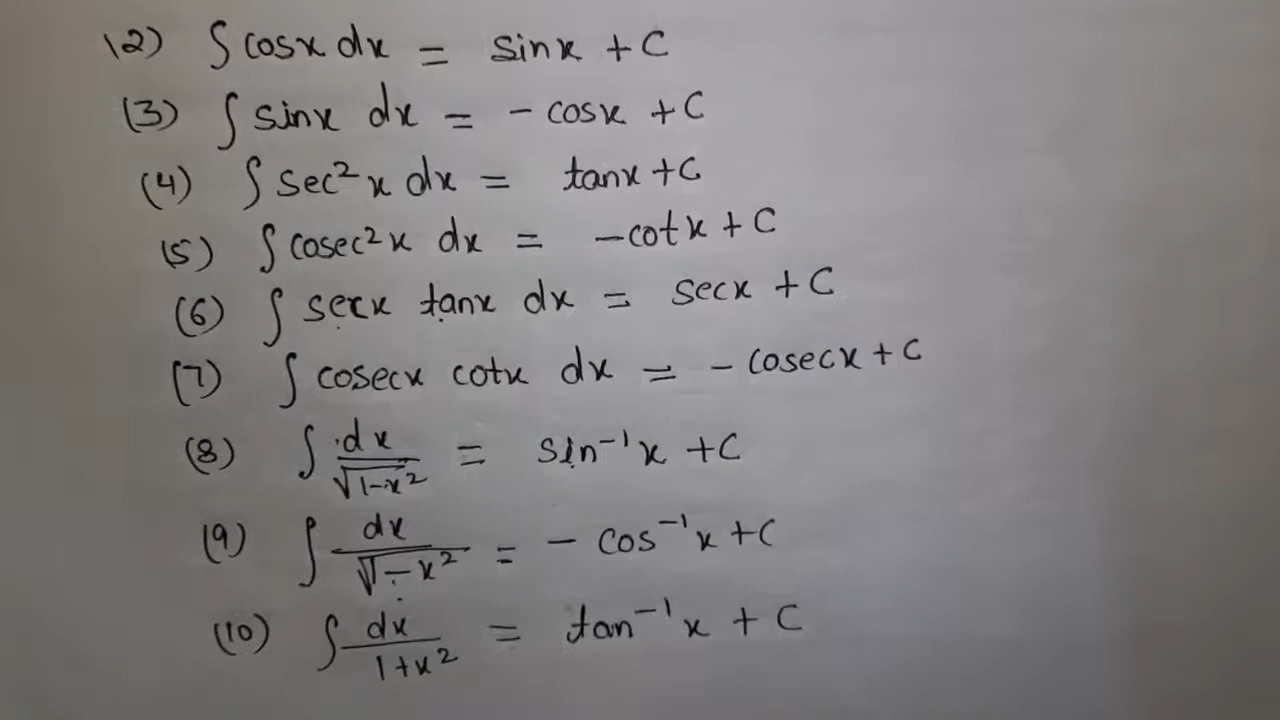 (2) ∫ cosx dx = sinx + C
(3) ∫ sinx dx = - cosx + C
(4) ∫ sec²x dx = tanx + C
(5) ∫ cosec²x dx = -cotx + C
(6) ∫ secx tanx dx = secx + C
(7) ∫ cosecx cotx dx = - cosecx + C
(8) ∫ dx/√(1-x²) = sin⁻¹x + C
(9) ∫ dx/√(1-x²) = - cos⁻¹x + C
(10) ∫ dx/(1+x²) = tan⁻¹x + C